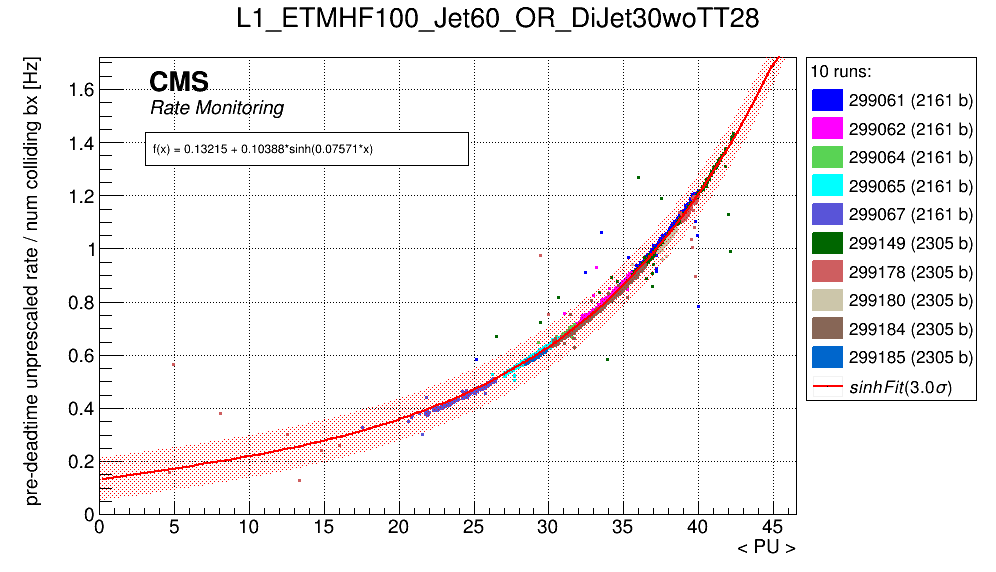 L1_ETMHF100_Jet60_OR_DiJet30woTT28
pre-deadtime unprescaled rate / num colliding bx [Hz]
CMS
Rate Monitoring
f(x) = 0.13215 + 0.10388*sinh(0.07571*x)
1.6
1.4
1.2
1
0.8
0.6
0.4
0.2
0
0 5 10 15 20 25 30 35 40 45
< PU >
10 runs:
299061 (2161 b)
299062 (2161 b)
299064 (2161 b)
299065 (2161 b)
299067 (2161 b)
299149 (2305 b)
299178 (2305 b)
299180 (2305 b)
299184 (2305 b)
299185 (2305 b)
sinhFit(3.0σ)